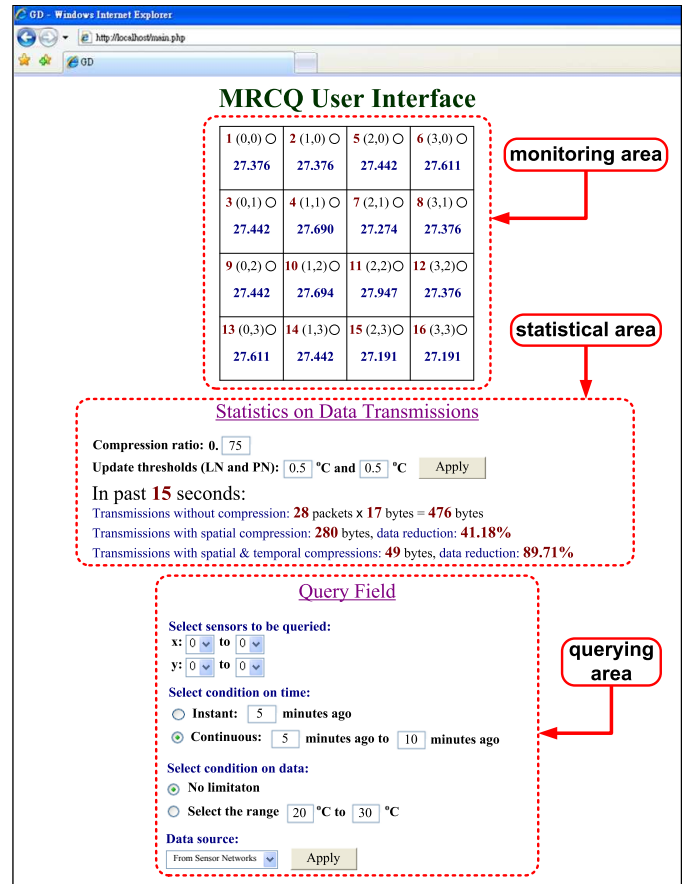 GD - Windows Internet Explorer
http://localhost/main.php
GD
MRCQ User Interface
1 (0,0) 2 (1,0) 5 (2,0) 6 (3,0)
27.376 27.376 27.442 27.611
3 (0,1) 4 (1,1) 7 (2,1) 8 (3,1)
27.442 27.690 27.274 27.376
9 (0,2) 10 (1,2) 11 (2,2) 12 (3,2)
27.442 27.694 27.947 27.376
13 (0,3) 14 (1,3) 15 (2,3) 16 (3,3)
27.611 27.442 27.191 27.191
monitoring area
statistical area
Statistics on Data Transmissions
Compression ratio: 0. 75
Update thresholds (LN and PN): 0.5 °C and 0.5 °C Apply
In past 15 seconds:
Transmissions without compression: 28 packets x 17 bytes = 476 bytes
Transmissions with spatial compression: 280 bytes, data reduction: 41.18%
Transmissions with spatial & temporal compressions: 49 bytes, data reduction: 89.71%
Query Field
Select sensors to be queried:
x: 0 to 0
y: 0 to 0
querying
area
Select condition on time:
Instant: 5 minutes ago
Continuous: 5 minutes ago to 10 minutes ago
Select condition on data:
No limitaton
Select the range 20 °C to 30 °C
Data source:
From Sensor Networks Apply